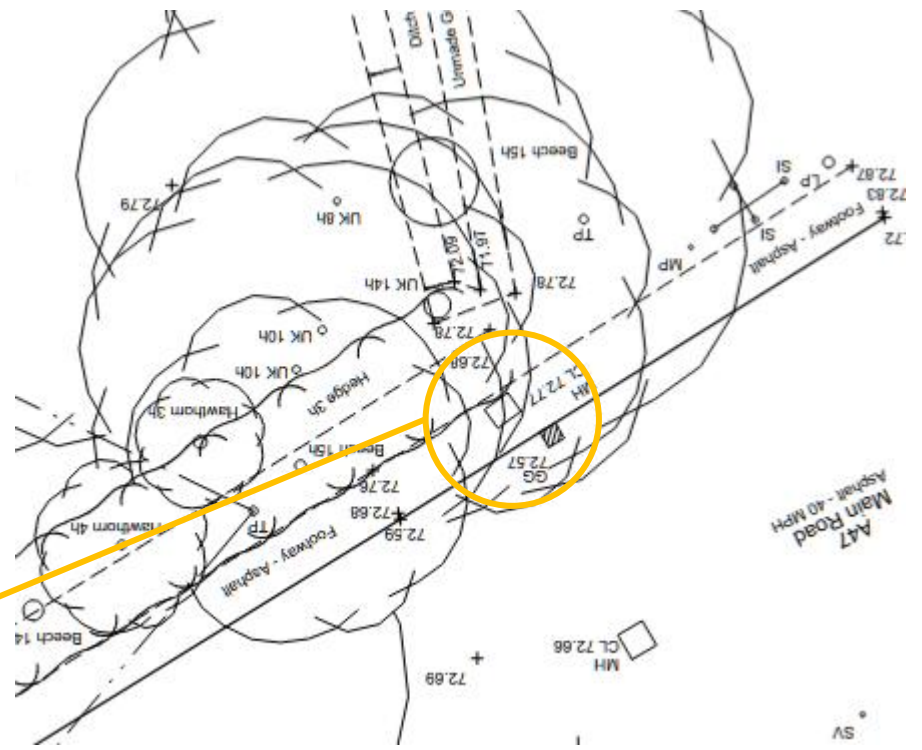 Ditch
Unmade G
Beech 15h
72.79
UK 8h
TP
SI
SI
LP
72.87
72.83
.72
Footway - Asphalt
MP
72.09
71.97
UK 14h
72.78
72.78
72.68
UK 10h
UK 10h
Hedge 3h
Hawthorn 3h
MH
CL 72.77
Beech 15h
72.76
72.57
GG
72.68
72.59
TP
Footway - Asphalt
Hawthorn 4h
Beech 14
A47
Main Road
Asphalt - 40 MPH
MH
CL 72.66
72.69
SV